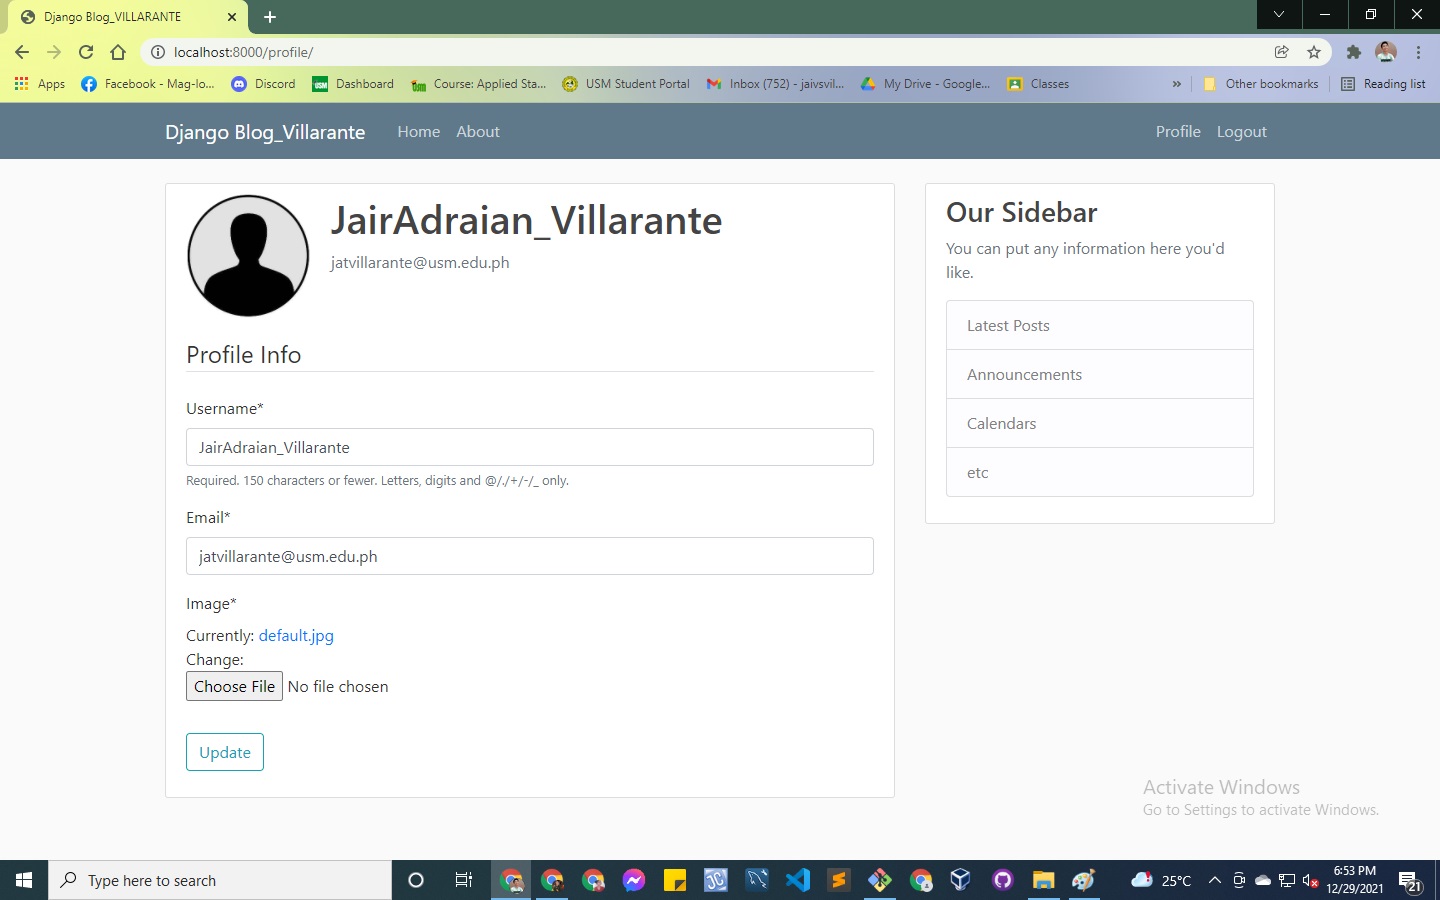 Django Blog_VILLARANTE
localhost:8000/profile/
Apps
Facebook - Mag-lo...
Discord
USM
Dashboard
Course: Applied Sta...
USM Student Portal
Inbox (752) - jaivsvil...
My Drive - Google...
Classes
»
Other bookmarks
Reading list
Django Blog_Villarante
Home
About
Profile
Logout
JairAdraian_Villarante
jatvillarante@usm.edu.ph
Profile Info
Username*
JairAdraian_Villarante
Required. 150 characters or fewer. Letters, digits and @/./+/-/_ only.
Email*
jatvillarante@usm.edu.ph
Image*
Currently: default.jpg
Change:
Choose File No file chosen
Update
Our Sidebar
You can put any information here you'd
like.
Latest Posts
Announcements
Calendars
etc
Activate Windows
Go to Settings to activate Windows.
Type here to search
25°C
6:53 PM
12/29/2021
21